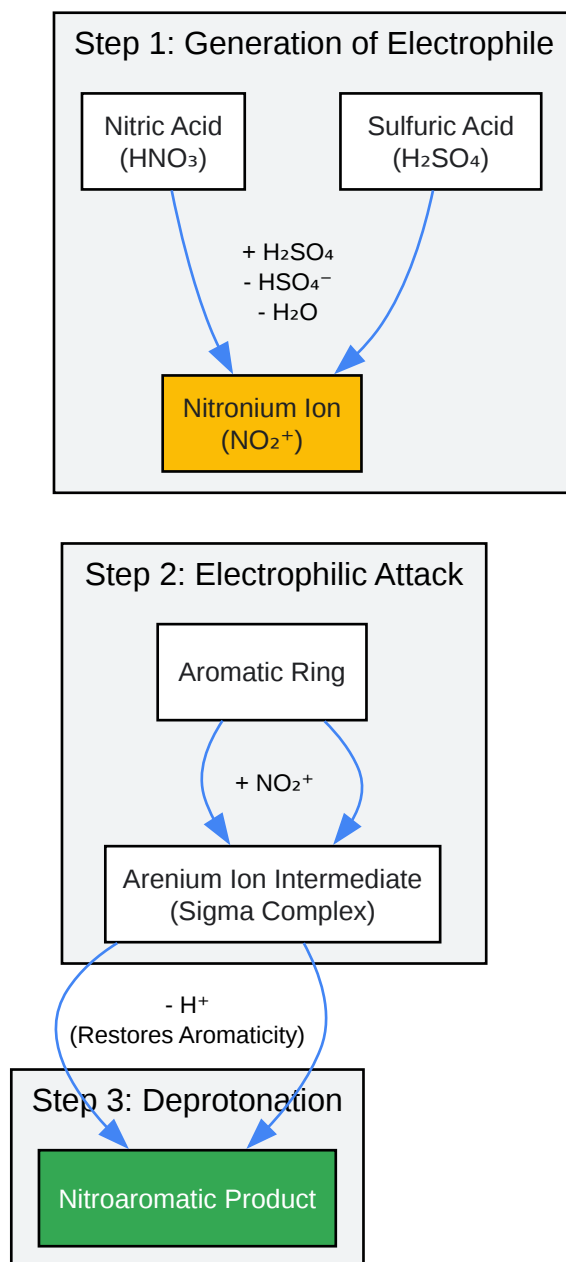 Step 1: Generation of Electrophile
Nitric Acid
(HNO₃)
Sulfuric Acid
(H₂SO₄)
+ H₂SO₄
- HSO₄⁻
- H₂O
Nitronium Ion
(NO₂⁺)
Step 2: Electrophilic Attack
Aromatic Ring
+ NO₂⁺
Arenium Ion Intermediate
(Sigma Complex)
- H⁺
(Restores Aromaticity)
Step 3: Deprotonation
Nitroaromatic Product